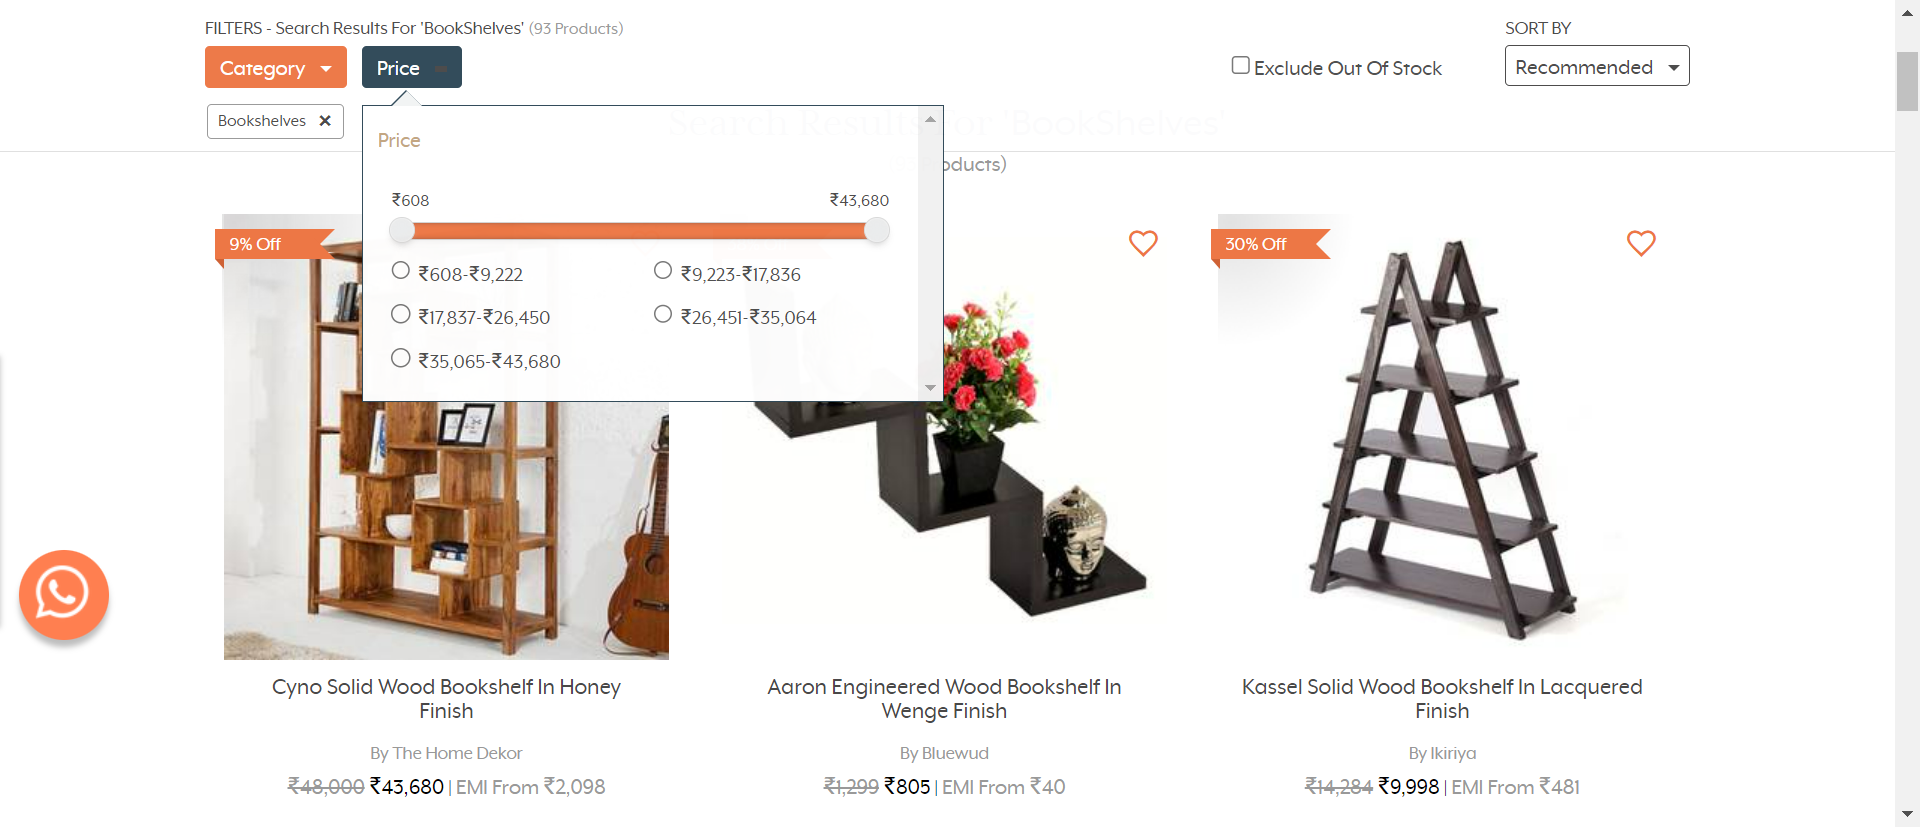 FILTERS - Search Results For 'BookShelves' (93 Products)
SORT BY
Category
Price
Exclude Out Of Stock
Recommended
Bookshelves
Search Results For 'BookShelves'
Price
₹608
₹43,680
₹608-₹9,222
₹9,223-₹17,836
₹17,837-₹26,450
₹26,451-₹35,064
₹35,065-₹43,680
9% Off
30% Off
Cyno Solid Wood Bookshelf In Honey
Finish
By The Home Dekor
₹48,000 ₹43,680 | EMI From ₹2,098
Aaron Engineered Wood Bookshelf In
Wenge Finish
By Bluewud
₹1,299 ₹805 | EMI From ₹40
Kassel Solid Wood Bookshelf In Lacquered
Finish
By Ikiriya
₹14,284 ₹9,998 | EMI From ₹481